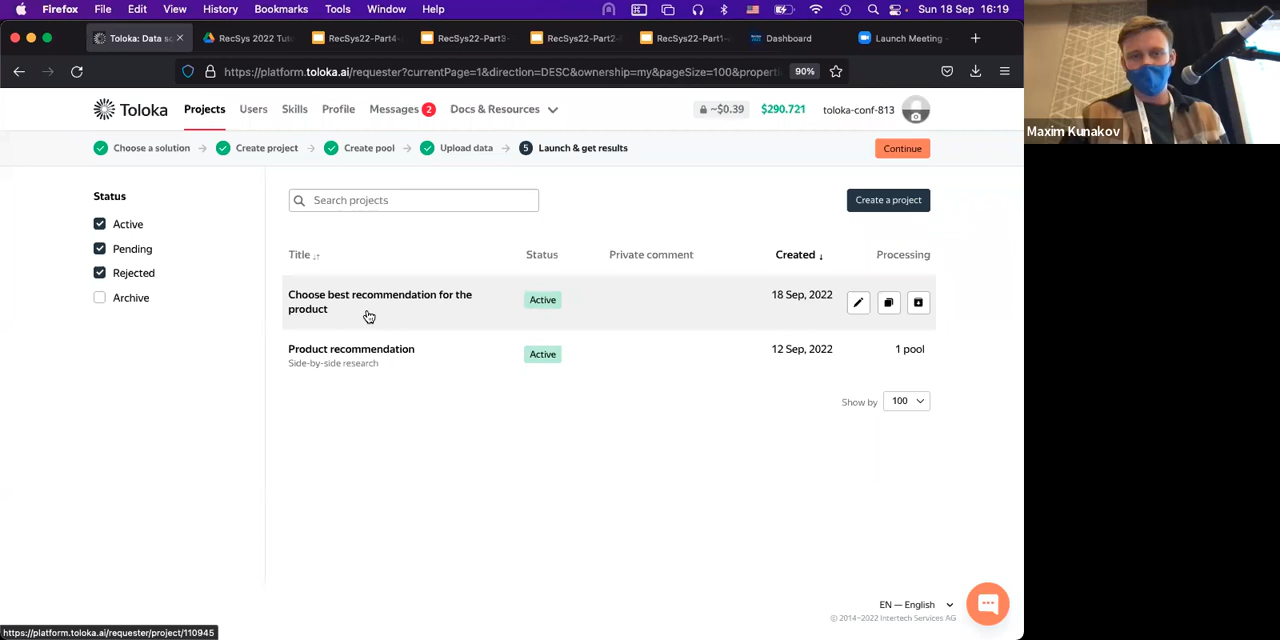 Firefox File Edit View History Bookmarks Tools Window Help Sun 18 Sep 16:19
Toloka: Data so RecSys 2022 Tuto RecSys22-Part4- RecSys22-Part3- RecSys22-Part2- RecSys22-Part1- Dashboard Launch Meeting -
https://platform.toloka.ai/requester?currentPage=1&direction=DESC&ownership=my&pageSize=100&properti 90%
Toloka Projects Users Skills Profile Messages 2 Docs & Resources ~$0.39 $290.721 toloka-conf-813
Choose a solution Create project Create pool Upload data 5 Launch & get results Continue
Maxim Kunakov
Status
Active
Pending
Rejected
Archive
Search projects Create a project
Title Status Private comment Created ↓ Processing
Choose best recommendation for the
product
Active 18 Sep, 2022
Product recommendation Active 12 Sep, 2022 1 pool
Side-by-side research
Show by 100
EN — English
© 2014–2022 Intertech Services AG
https://platform.toloka.ai/requester/project/110945